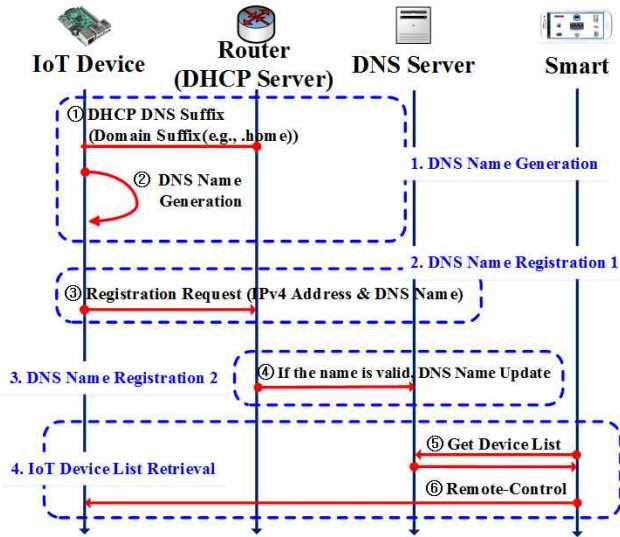 IoT Device
Router
(DHCP Server)
DNS Server
Smart
① DHCP DNS Suffix
(Domain Suffix(e.g., .home))
② DNS Name
Generation
1. DNS Name Generation
2. DNS Name Registration 1
③ Registration Request (IPv4 Address & DNS Name)
3. DNS Name Registration 2
④ If the name is valid, DNS Name Update
⑤ Get Device List
4. IoT Device List Retrieval
⑥ Remote-Control